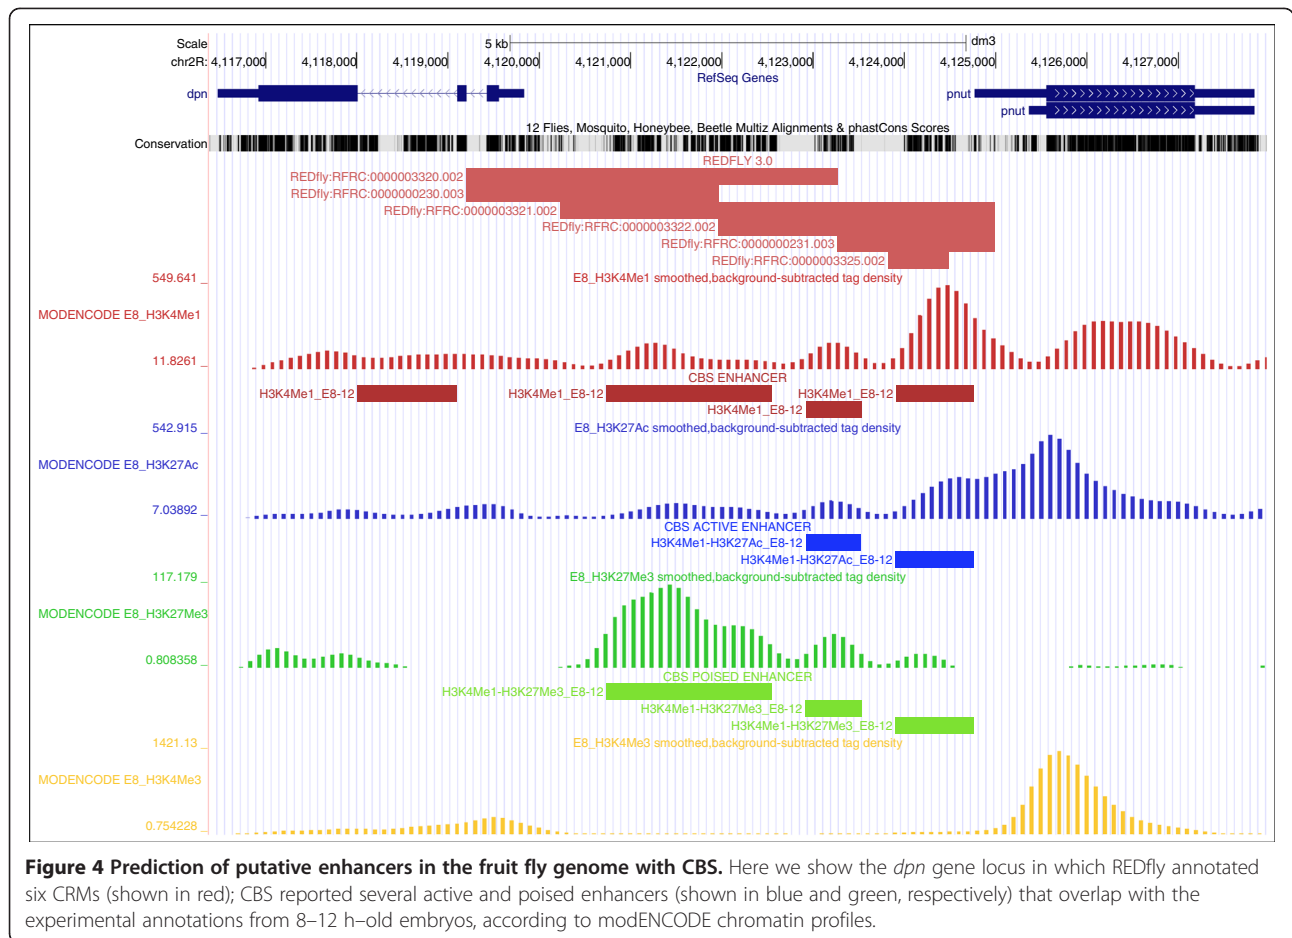 Scale 5 kb dm3
chr2R: 4,117,000 4,118,000 4,119,000 4,120,000 4,121,000 4,122,000 4,123,000 4,124,000 4,125,000 4,126,000 4,127,000
RefSeq Genes
dpn pnut
pnut
12 Flies, Mosquito, Honeybee, Beetle Multiz Alignments & phastCons Scores
Conservation
REDFLY 3.0
REDfly:RFRC:0000003320.002
REDfly:RFRC:0000000230.003
REDfly:RFRC:0000003321.002
REDfly:RFRC:0000003322.002
REDfly:RFRC:0000000231.003
REDfly:RFRC:0000003325.002
549.641 _ E8_H3K4Me1 smoothed,background-subtracted tag density
MODENCODE E8_H3K4Me1
11.8261 _
CBS ENHANCER
H3K4Me1_E8-12 H3K4Me1_E8-12 H3K4Me1_E8-12
H3K4Me1_E8-12
542.915 _ E8_H3K27Ac smoothed,background-subtracted tag density
MODENCODE E8_H3K27Ac
7.03892 _
CBS ACTIVE ENHANCER
H3K4Me1-H3K27Ac_E8-12
H3K4Me1-H3K27Ac_E8-12
117.179 _ E8_H3K27Me3 smoothed,background-subtracted tag density
MODENCODE E8_H3K27Me3
0.808358 _
CBS POISED ENHANCER
H3K4Me1-H3K27Me3_E8-12
H3K4Me1-H3K27Me3_E8-12
H3K4Me1-H3K27Me3_E8-12
1421.13 _ E8_H3K4Me3 smoothed,background-subtracted tag density
MODENCODE E8_H3K4Me3
0.754228 _
Figure 4 Prediction of putative enhancers in the fruit fly genome with CBS. Here we show the dpn gene locus in which REDfly annotated
six CRMs (shown in red); CBS reported several active and poised enhancers (shown in blue and green, respectively) that overlap with the
experimental annotations from 8–12 h–old embryos, according to modENCODE chromatin profiles.